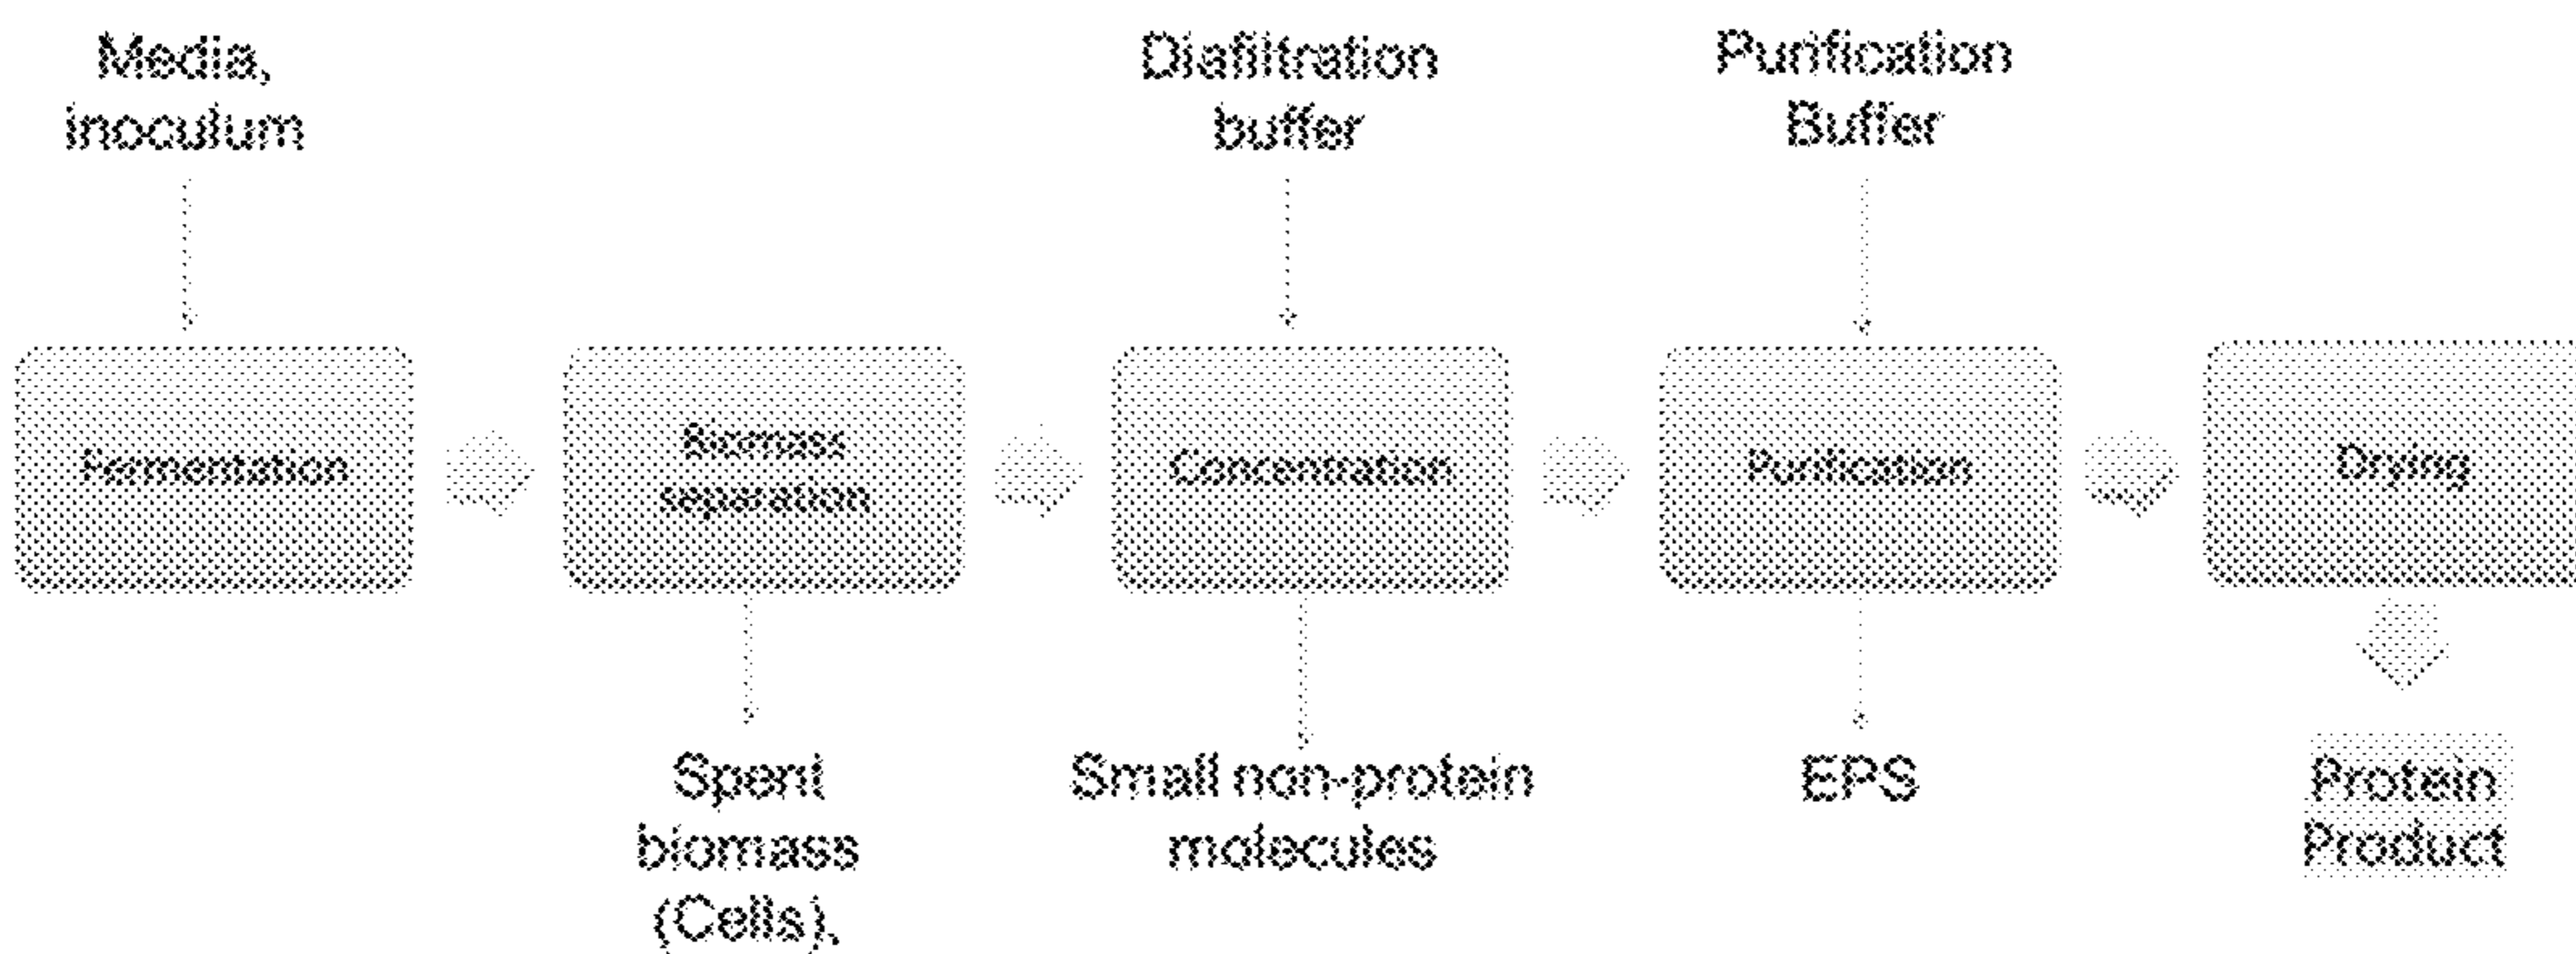 Media,
inoculum
Diafiltration
buffer
Purification
Buffer
Fermentation
Biomass
separation
Concentration
Purification
Drying
Spent
biomass
(Cells),
Small non-protein
molecules
EPS
Protein
Product